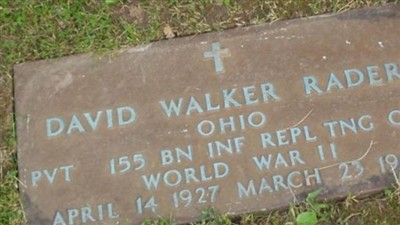 DAVID WALKER RADER
OHIO
PVT 155 BN INF REPL TNG
WORLD WAR II
APRIL 14 1927 MARCH 23